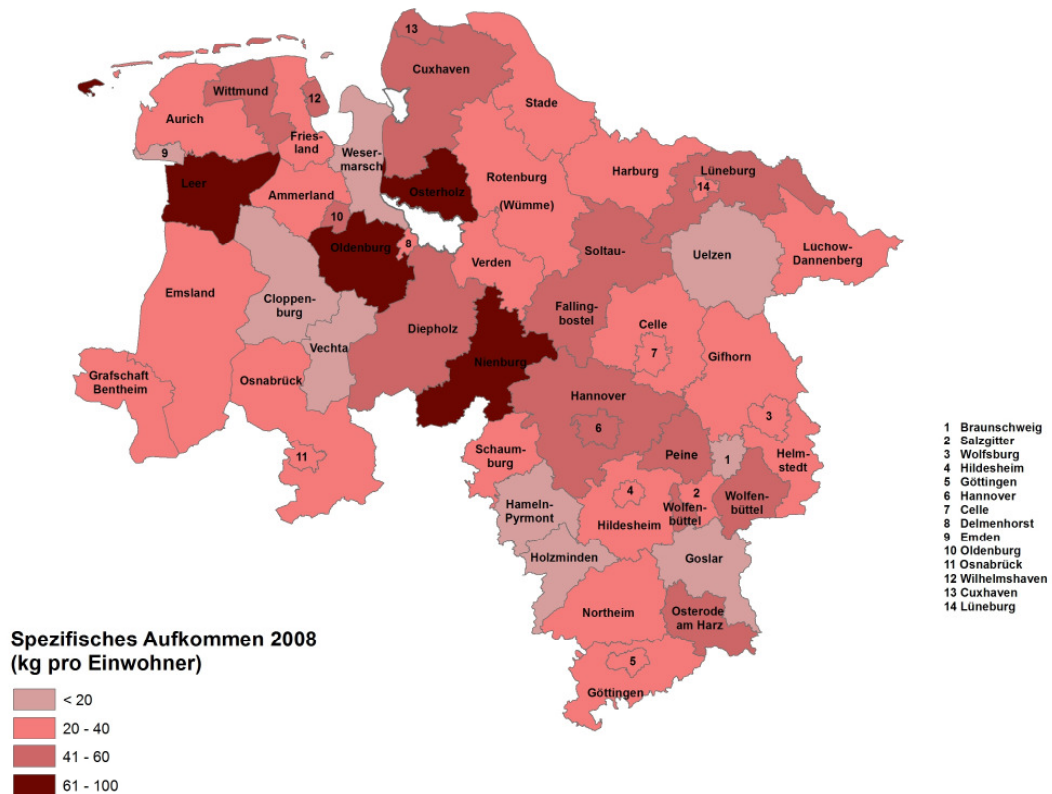 13
Cuxhaven
Wittmund
12
Stade
Aurich
Fries-
land
9
Weser-
marsch
Leer
Ammerland
Osterholz
Rotenburg
(Wümme)
Harburg
Lüneburg
14
10
Oldenburg
8
Verden
Soltau-
Uelzen
Lüchow-
Dannenberg
Emsland
Cloppen-
burg
Falling-
bostel
Diepholz
Celle
7
Vechta
Gifhorn
Nienburg
Grafschaft
Bentheim
Osnabrück
Hannover
6
3
11
Schaum-
burg
Peine
1
Helm-
stedt
Hameln-
Pyrmont
4
Hildesheim
2
Wolfen-
büttel
Wolfen-
büttel
Holzminden
Goslar
Northeim
Osterode
am Harz
5
Göttingen
1 Braunschweig
2 Salzgitter
3 Wolfsburg
4 Hildesheim
5 Göttingen
6 Hannover
7 Celle
8 Delmenhorst
9 Emden
10 Oldenburg
11 Osnabrück
12 Wilhelmshaven
13 Cuxhaven
14 Lüneburg
Spezifisches Aufkommen 2008
(kg pro Einwohner)
< 20
20 - 40
41 - 60
61 - 100